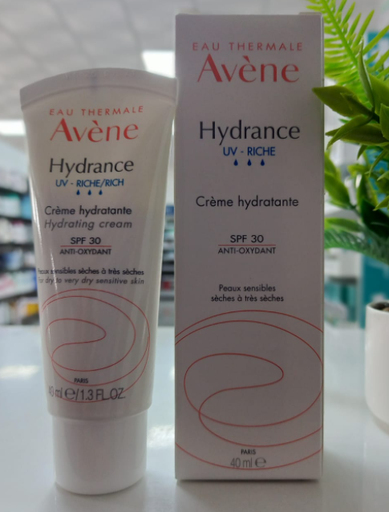 EAU THERMALE
Avène
Hydrance
UV - RICHE/RICH
Crème hydratante
Hydrating cream
SPF 30
ANTI-OXYDANT
Peaux sensibles sèches à très sèches
For dry to very dry sensitive skin
PARIS
40 ml e/1.3 FL.OZ.
EAU THERMALE
Avène
Hydrance
UV - RICHE
Crème hydratante
SPF 30
ANTI-OXYDANT
Peaux sensibles
sèches à très sèches
PARIS
40 ml e